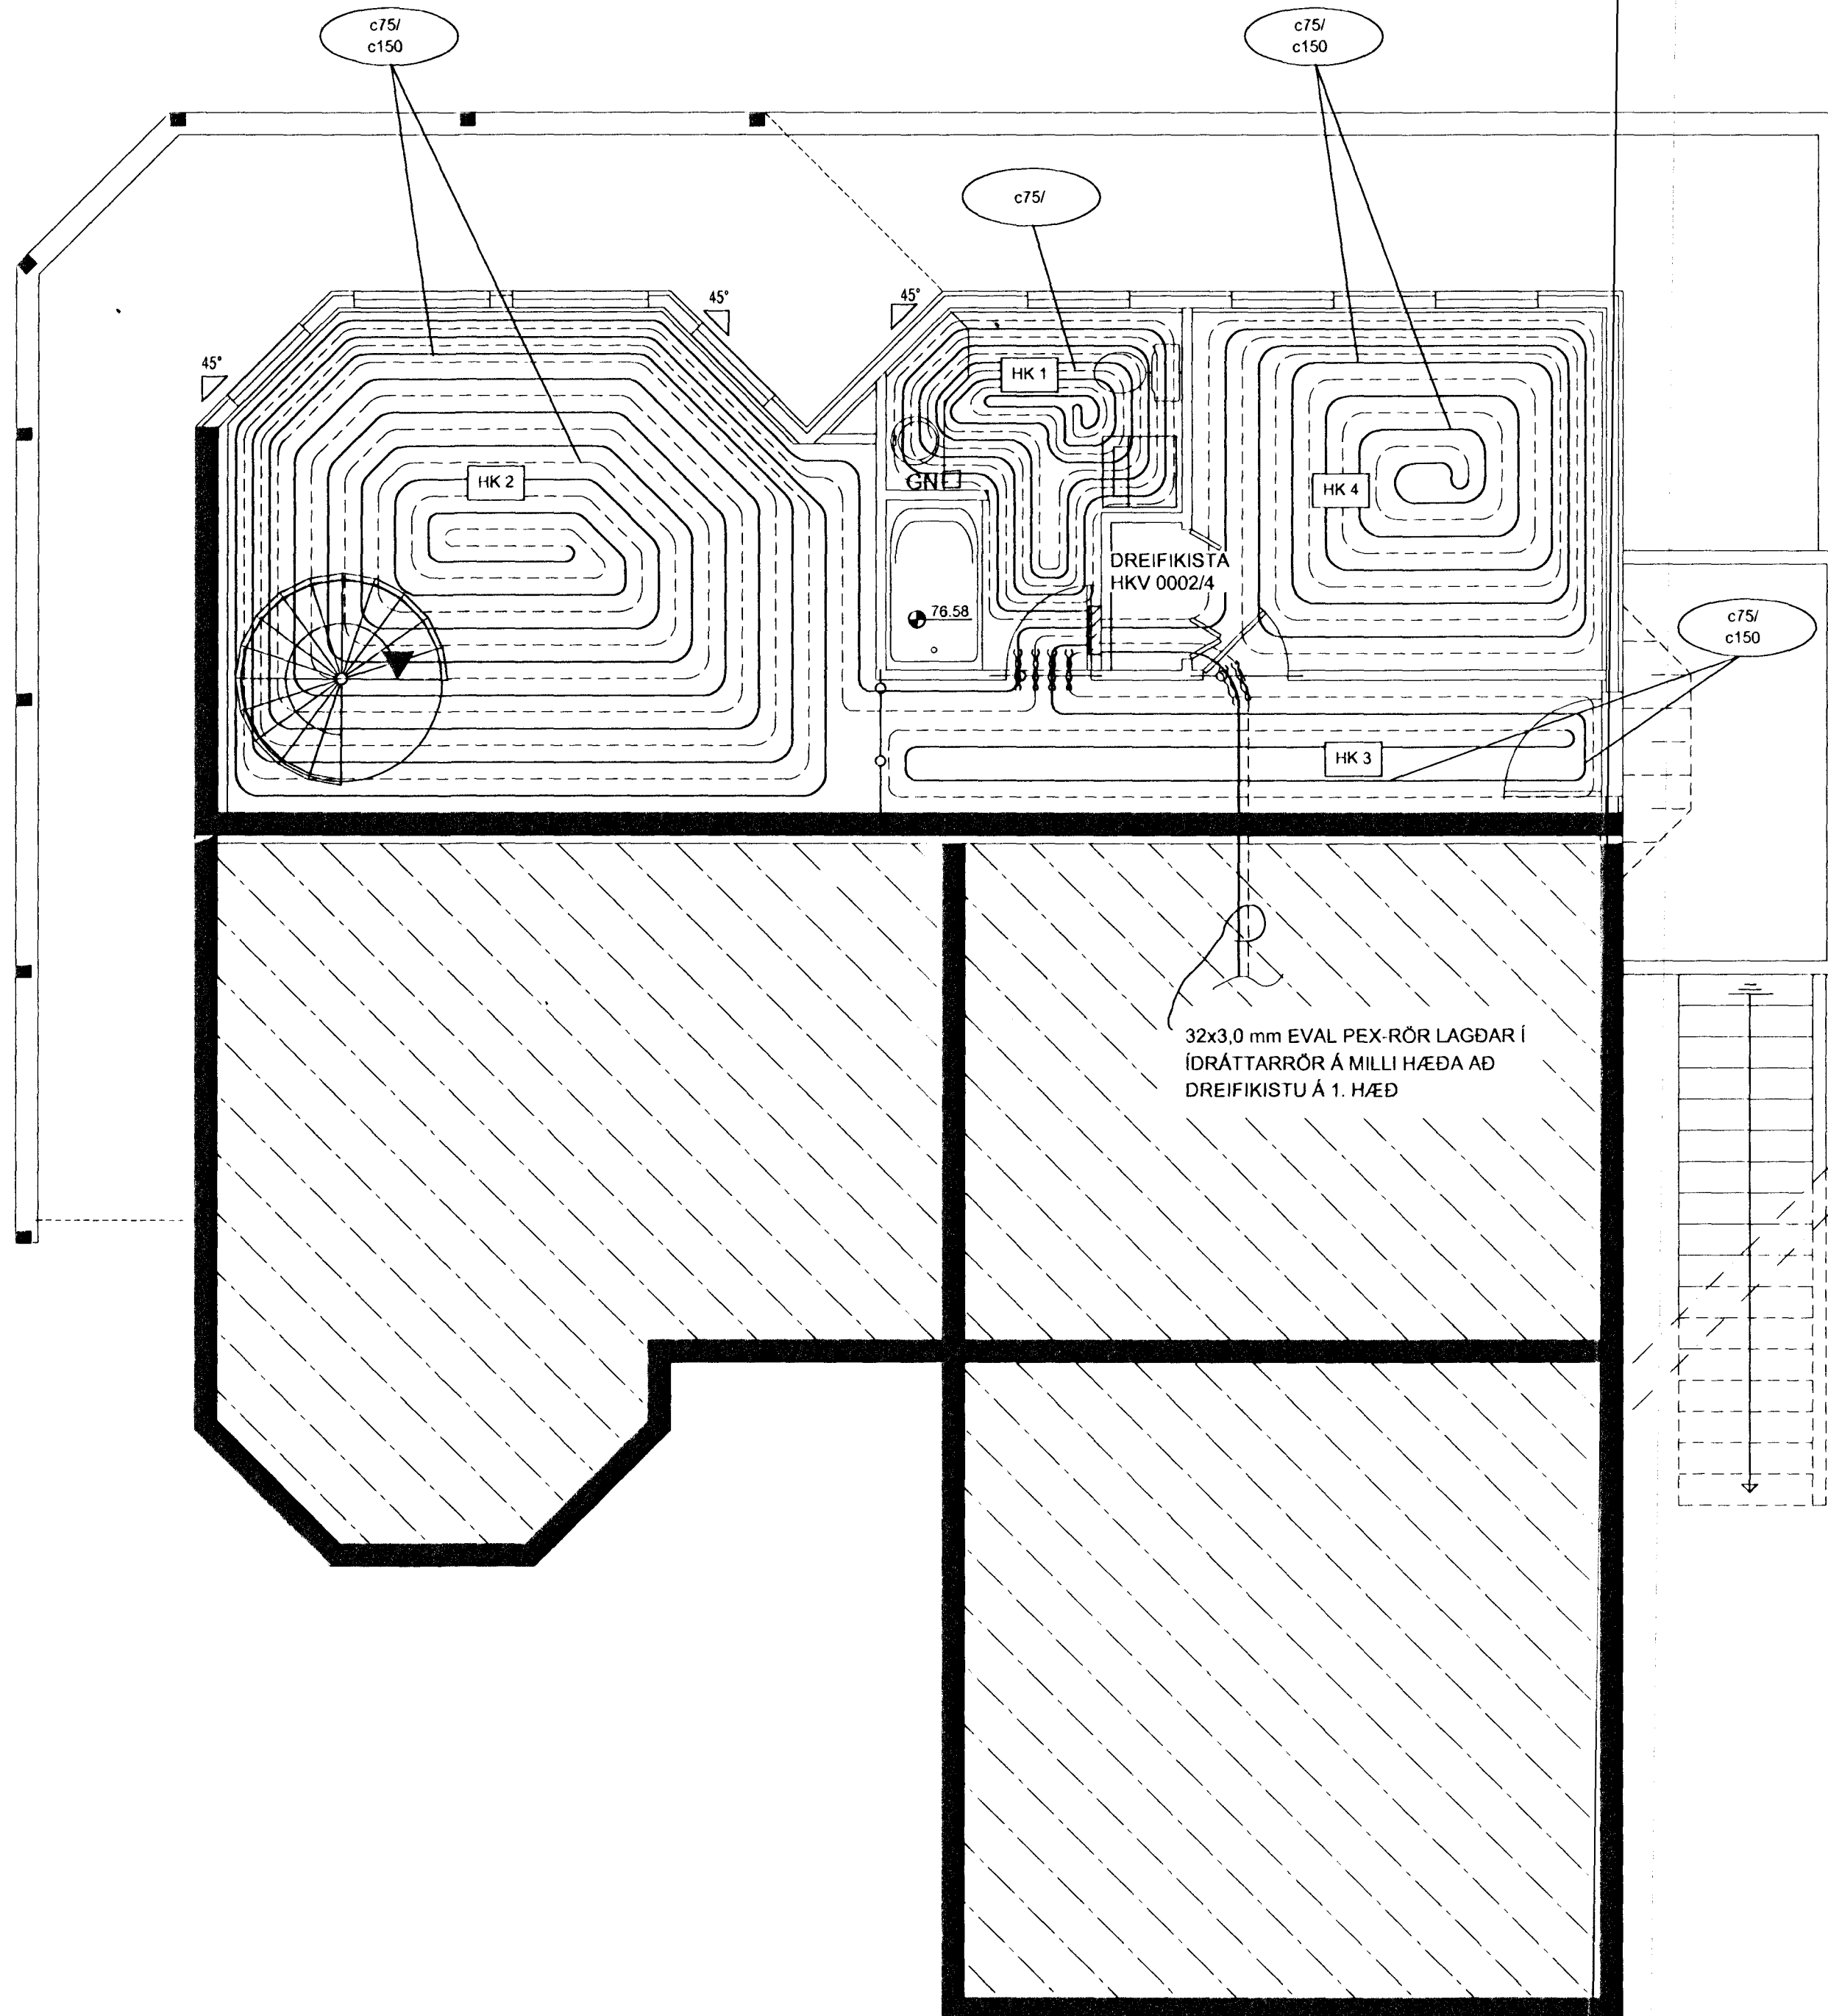 c75/
c150
c75/
c150
c75/
45°
45°
45°
HK 1
HK 2
GN
HK 4
DREIFIKISTA
HKV 0002/4
76.58
c75/
c150
HK 3
32x3,0 mm EVAL PEX-RÖR LAGÐAR Í
ÍDRÁTTARRÖR Á MILLI HÆÐA AÐ
DREIFIKISTU Á 1. HÆÐ